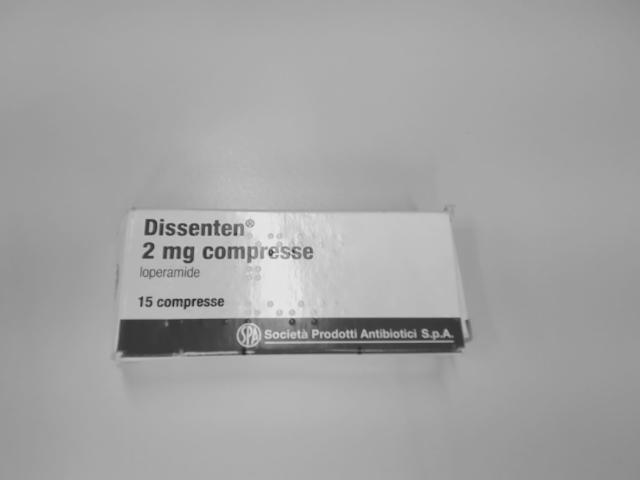 Dissenten®
2 mg compresse
loperamide
15 compresse
SPA Società Prodotti Antibiotici S.p.A.